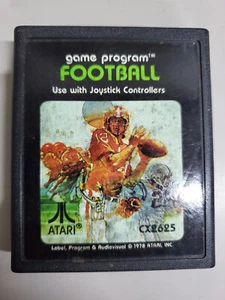 game program™
FOOTBALL
Use with Joystick Controllers
ATARI®
CX2625
Label, Program & Audiovisual © 1978 ATARI, INC.